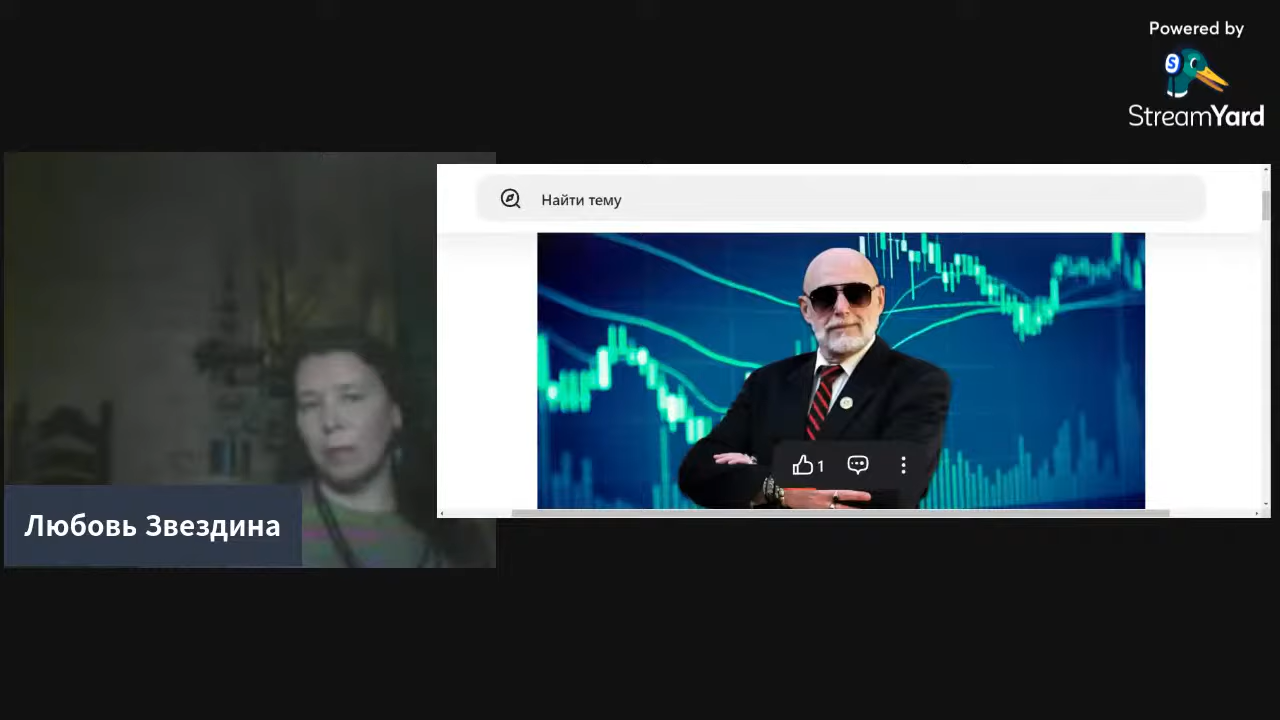 Powered by
S
StreamYard
Найти тему
1
Любовь Звездина